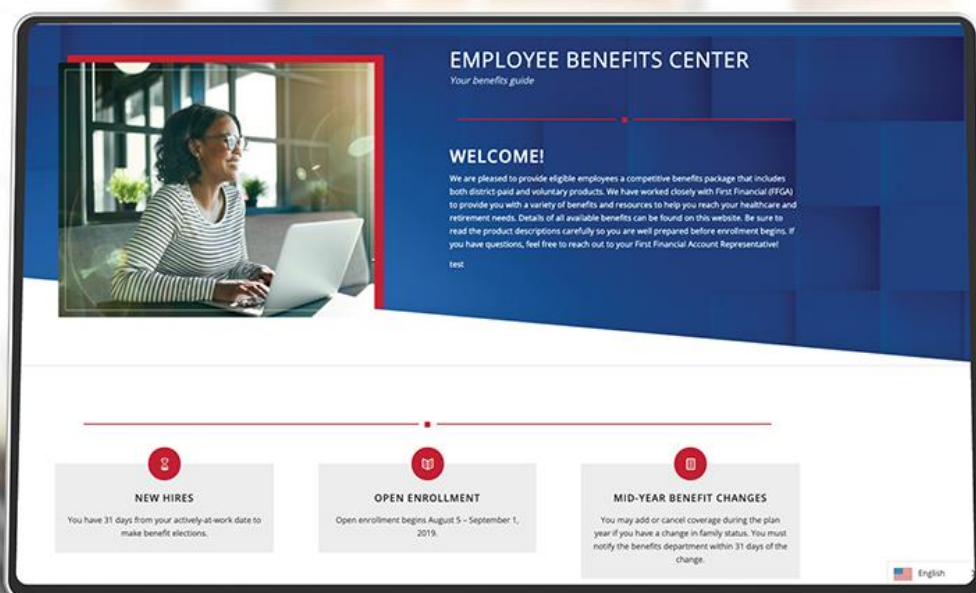 EMPLOYEE BENEFITS CENTER
Your benefits guide
WELCOME!
We are pleased to provide eligible employees a competitive benefits package that includes
both district-paid and voluntary products. We have worked closely with First Financial (FFGA)
to provide you with a variety of benefits and resources to help you reach your healthcare and
retirement needs. Details of all available benefits can be found on this website. Be sure to
read the product descriptions carefully so you are well prepared before enrollment begins. If
you have questions, feel free to reach out to your First Financial Account Representative!
test
NEW HIRES
You have 31 days from your actively-at-work date to
make benefit elections.
OPEN ENROLLMENT
Open enrollment begins August 5 – September 1,
2019.
MID-YEAR BENEFIT CHANGES
You may add or cancel coverage during the plan
year if you have a change in family status. You must
notify the benefits department within 31 days of the
change.
English